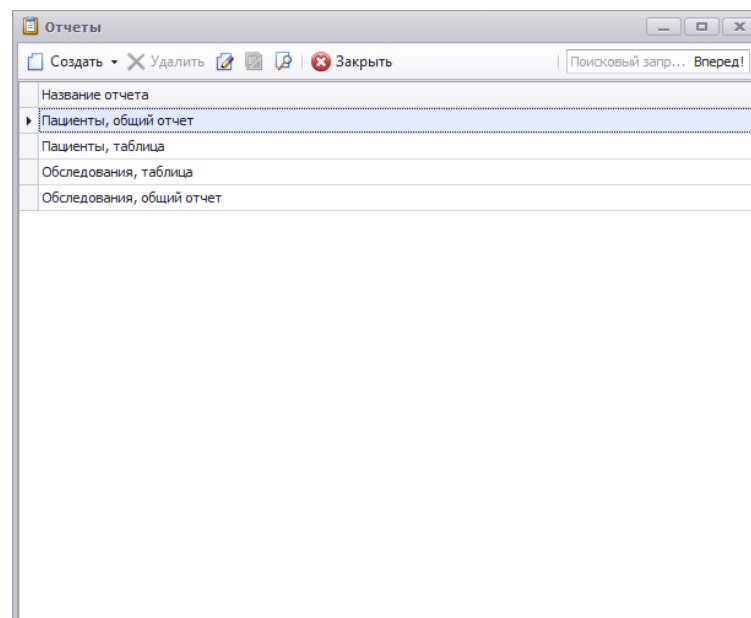 Отчеты
Создать Удалить Закрыть Поисковый запр... Вперед!
Название отчета
Пациенты, общий отчет
Пациенты, таблица
Обследования, таблица
Обследования, общий отчет